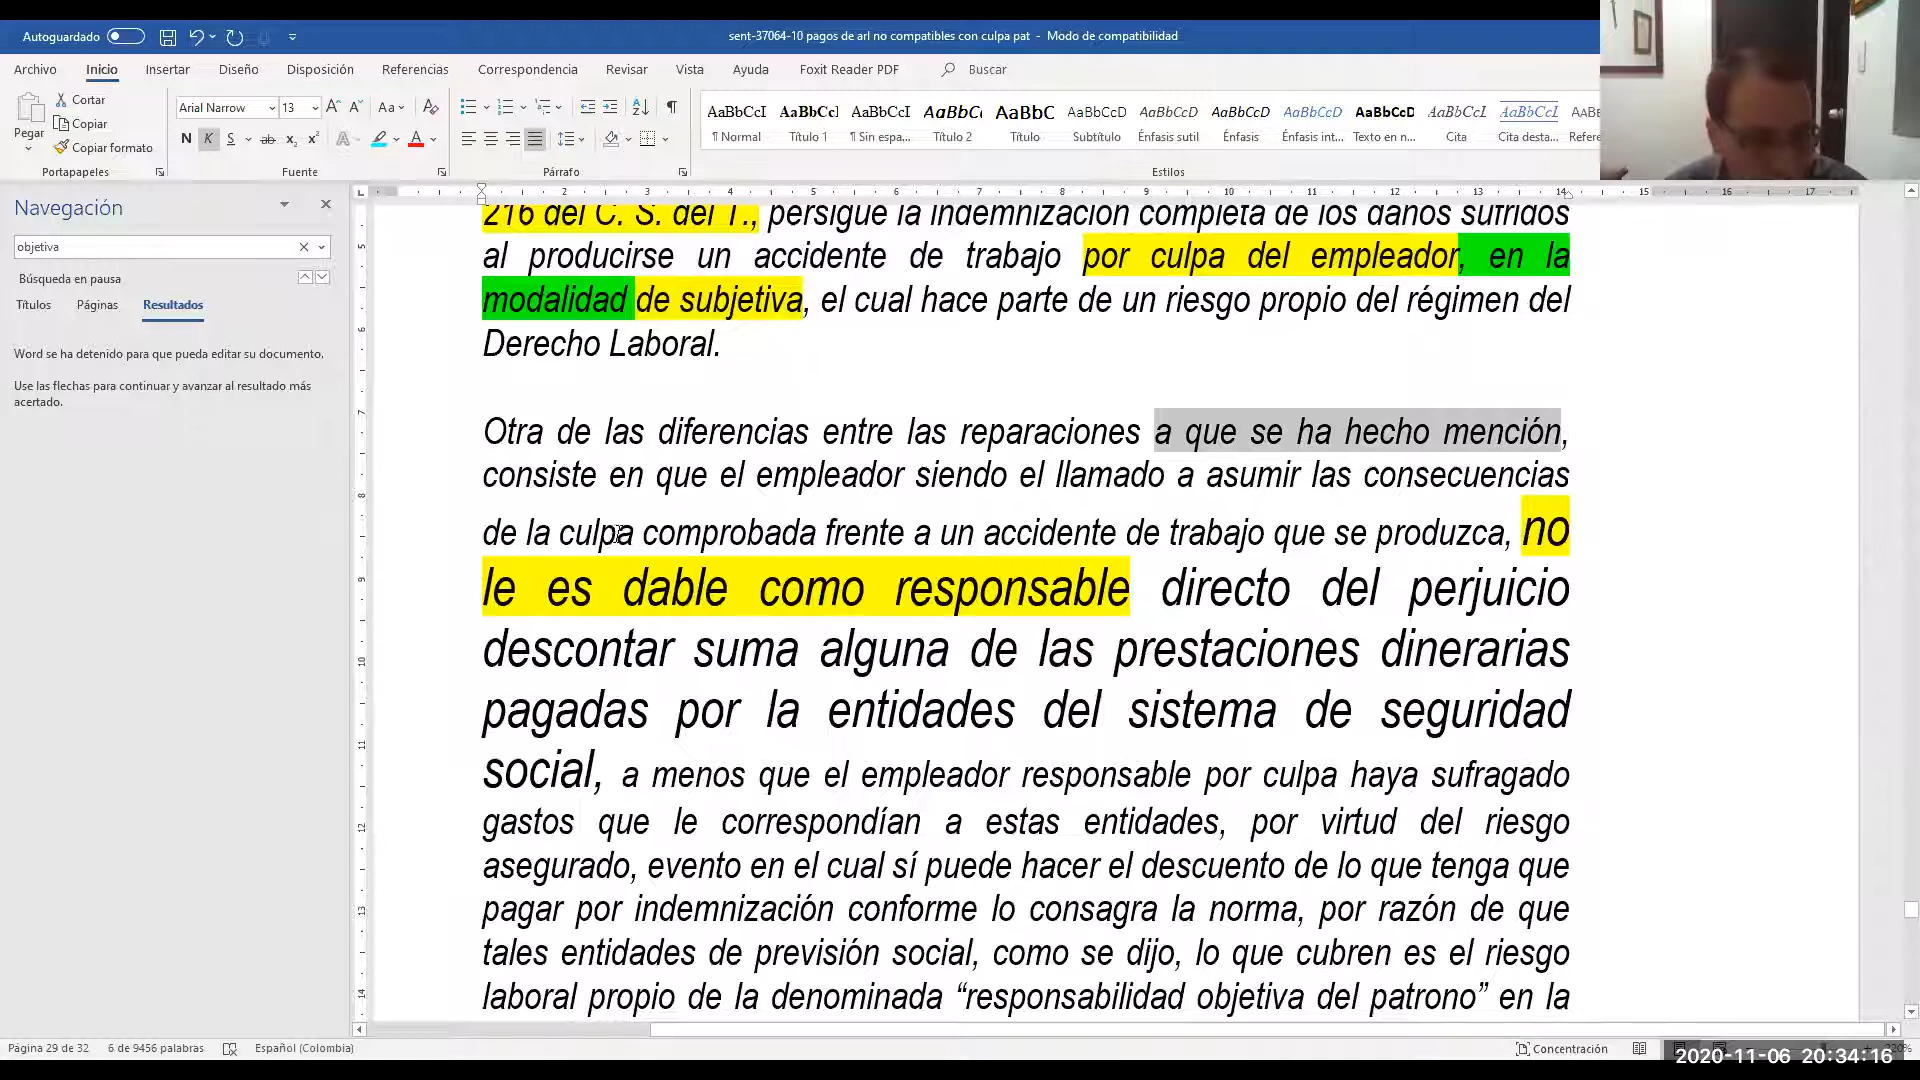 Autoguardado
sent-37064-10 pagos de arl no compatibles con culpa pat - Modo de compatibilidad
Archivo Inicio Insertar Diseño Disposición Referencias Correspondencia Revisar Vista Ayuda Foxit Reader PDF Buscar
Pegar
Cortar
Copiar
Copiar formato
Portapapeles
Arial Narrow 13
N K S ab x₂ x² A A
Fuente
Párrafo
AaBbCcI AaBbCcI AaBbCcI AaBbC AaBbC AaBbCcD AaBbCcD AaBbCcD AaBbCcD AaBbCcD AaBbCcI AaBbCcI AaBb
¶ Normal Título 1 ¶ Sin espa... Título 2 Título Subtítulo Énfasis sutil Énfasis Énfasis int... Texto en n... Cita Cita desta... Refere
Estilos
Navegación
objetiva
Búsqueda en pausa
Títulos Páginas Resultados
Word se ha detenido para que pueda editar su documento.
Use las flechas para continuar y avanzar al resultado más
acertado.
216 del C. S. del T., persigue la indemnización completa de los daños sufridos
al producirse un accidente de trabajo por culpa del empleador, en la
modalidad de subjetiva, el cual hace parte de un riesgo propio del régimen del
Derecho Laboral.
Otra de las diferencias entre las reparaciones a que se ha hecho mención,
consiste en que el empleador siendo el llamado a asumir las consecuencias
de la culpa comprobada frente a un accidente de trabajo que se produzca, no
le es dable como responsable directo del perjuicio
descontar suma alguna de las prestaciones dinerarias
pagadas por la entidades del sistema de seguridad
social, a menos que el empleador responsable por culpa haya sufragado
gastos que le correspondían a estas entidades, por virtud del riesgo
asegurado, evento en el cual sí puede hacer el descuento de lo que tenga que
pagar por indemnización conforme lo consagra la norma, por razón de que
tales entidades de previsión social, como se dijo, lo que cubren es el riesgo
laboral propio de la denominada “responsabilidad objetiva del patrono” en la
Página 29 de 32 6 de 9456 palabras Español (Colombia) Concentración
2020-11-06 20:34:16